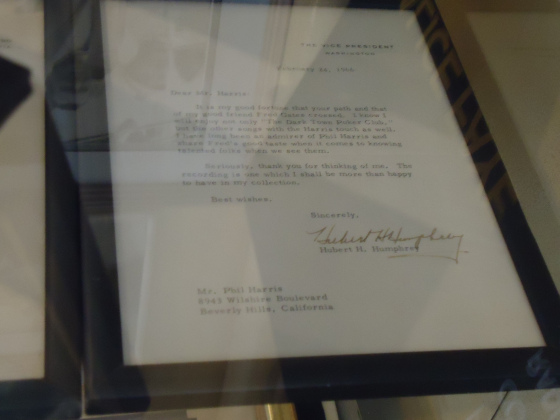 THE VICE PRESIDENT
WASHINGTON
February
Dear Mr. Harris:
It is my good fortune that your path and that
of my good friend Fred Gates crossed. I know I
will enjoy not only "The Dark Town Poker Club,"
but the other songs with the Harris touch as well.
I have long been an admirer of Phil Harris and
share Fred's good taste when it comes to knowing
talented folks when we see them.
Seriously, thank you for thinking of me. The
recording is one which I shall be more than happy
to have in my collection.
Best wishes.
Sincerely,
Hubert H Humphrey
Hubert H. Humphrey
Mr. Phil Harris
Wilshire Boulevard
Beverly Hills, California